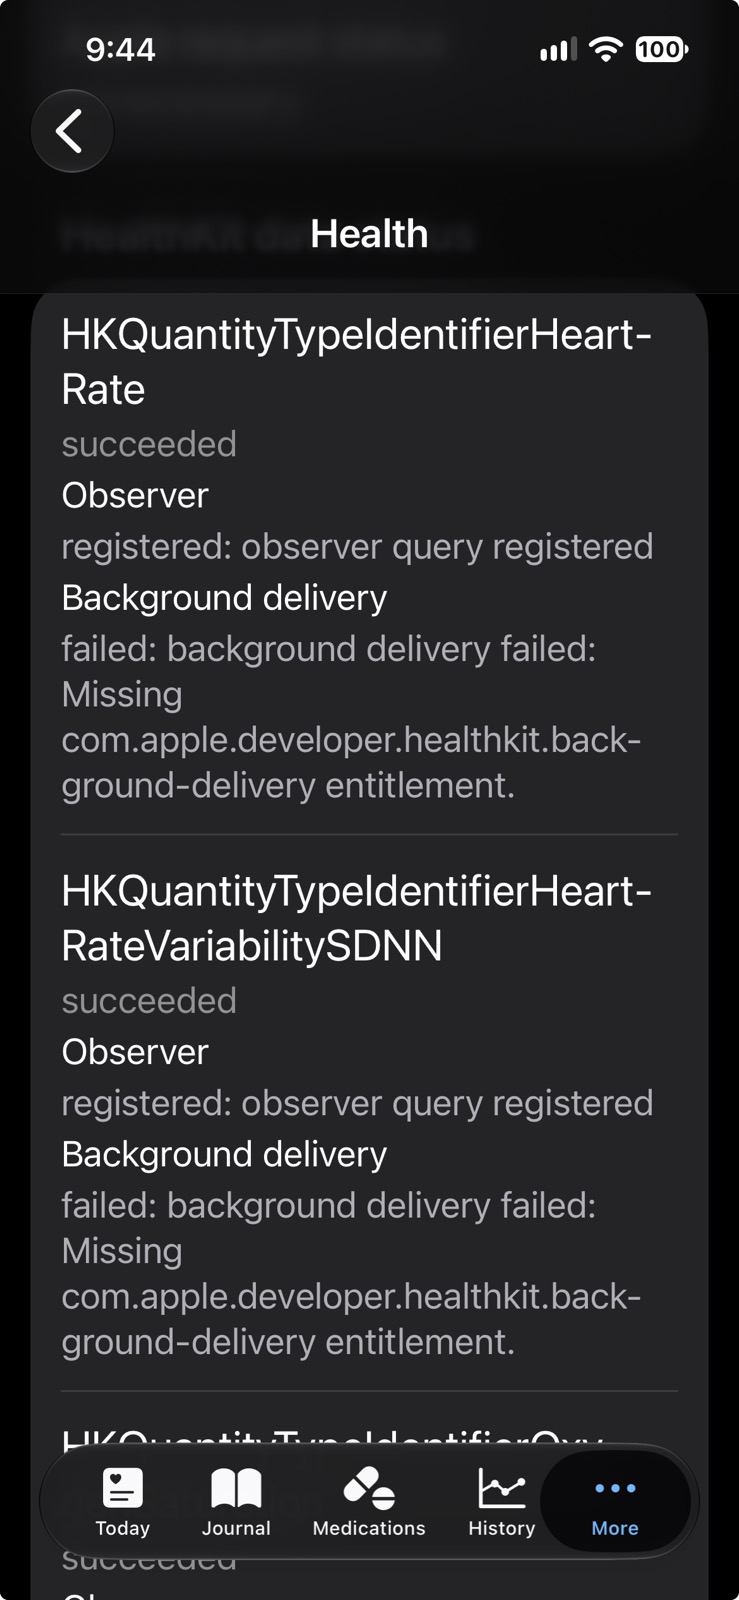 9:44
100
Health
HKQuantityTypeIdentifierHeart-
Rate
succeeded
Observer
registered: observer query registered
Background delivery
failed: background delivery failed:
Missing
com.apple.developer.healthkit.back-
ground-delivery entitlement.
HKQuantityTypeIdentifierHeart-
RateVariabilitySDNN
succeeded
Observer
registered: observer query registered
Background delivery
failed: background delivery failed:
Missing
com.apple.developer.healthkit.back-
ground-delivery entitlement.
HKQuantityTypeIdentifierOxy
Today
Journal
Medications
History
More
succeeded